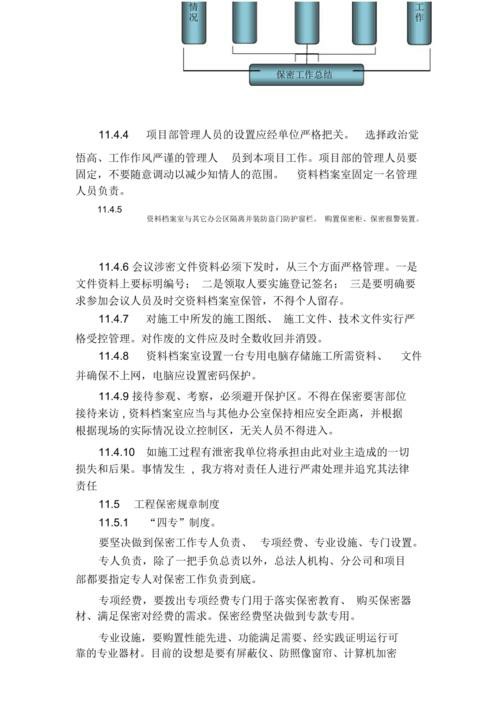 情况
工作
保密工作总结
11.4.4 项目部管理人员的设置应经单位严格把关。 选择政治觉
悟高、工作作风严谨的管理人 员到本项目工作。项目部的管理人员要
固定，不要随意调动以减少知情人的范围。 资料档案室固定一名管理
人员负责。
11.4.5
资料档案室与其它办公区隔离并装防盗门防护窗栏。 购置保密柜、保密报警装置。
11.4.6 会议涉密文件资料必须下发时，从三个方面严格管理。一是
文件资料上要标明编号； 二是领取人要实施登记签名； 三是要明确要
求参加会议人员及时交资料档案室保管，不得个人留存。
11.4.7 对施工中所发的施工图纸、 施工文件、技术文件实行严
格受控管理。对作废的文件应及时全数收回并消毁。
11.4.8 资料档案室设置一台专用电脑存储施工所需资料、 文件
并确保不上网，电脑应设置密码保护。
11.4.9 接待参观、考察，必须避开保护区。不得在保密要害部位
接待来访 , 资料档案室应当与其他办公室保持相应安全距离，并根据
根据现场的实际情况设立控制区，无关人员不得进入。
11.4.10 如施工过程有泄密我单位将承担由此对业主造成的一切
损失和后果。事情发生 , 我方将对责任人进行严肃处理并追究其法律
责任
11.5 工程保密规章制度
11.5.1 “四专”制度。
要坚决做到保密工作专人负责、 专项经费、专业设施、专门设置。
专人负责，除了一把手负总责以外，总法人机构、分公司和项目
部都要指定专人对保密工作负责到底。
专项经费，要拨出专项经费专门用于落实保密教育、 购买保密器
材、满足保密对经费的需求。保密经费坚决做到专款专用。
专业设施，要购置性能先进、功能满足需要、经实践证明运行可
靠的专业器材。目前的设想是要有屏蔽仪、防照像窗帘、计算机加密